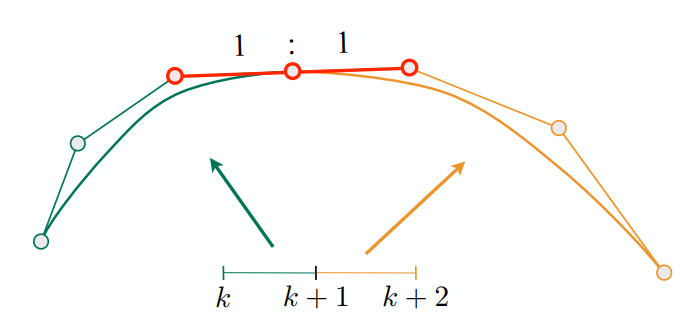 1 : 1
k k + 1 k + 2